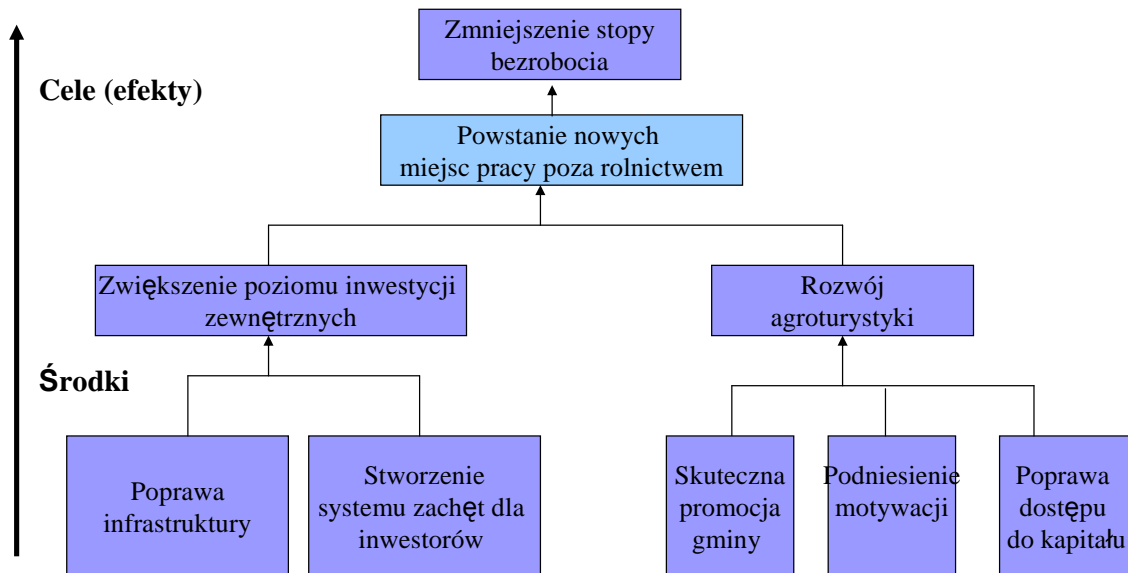 Zmniejszenie stopy
bezrobocia
Cele (efekty)
Powstanie nowych
miejsc pracy poza rolnictwem
Zwiększenie poziomu inwestycji
zewnętrznych
Rozwój
agroturystyki
Środki
Poprawa
infrastruktury
Stworzenie
systemu zachęt dla
inwestorów
Skuteczna
promocja
gminy
Podniesienie
motywacji
Poprawa
dostępu
do kapitału